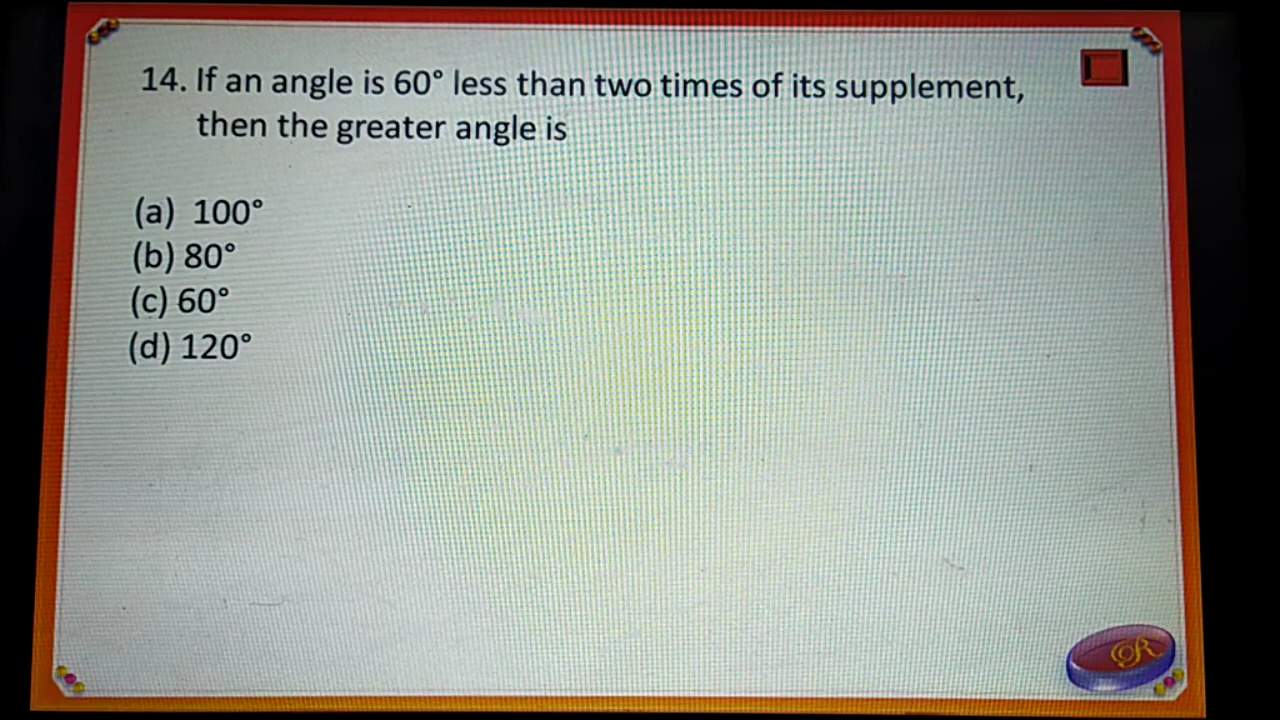 14. If an angle is 60° less than two times of its supplement,
then the greater angle is
(a) 100°
(b) 80°
(c) 60°
(d) 120°
R